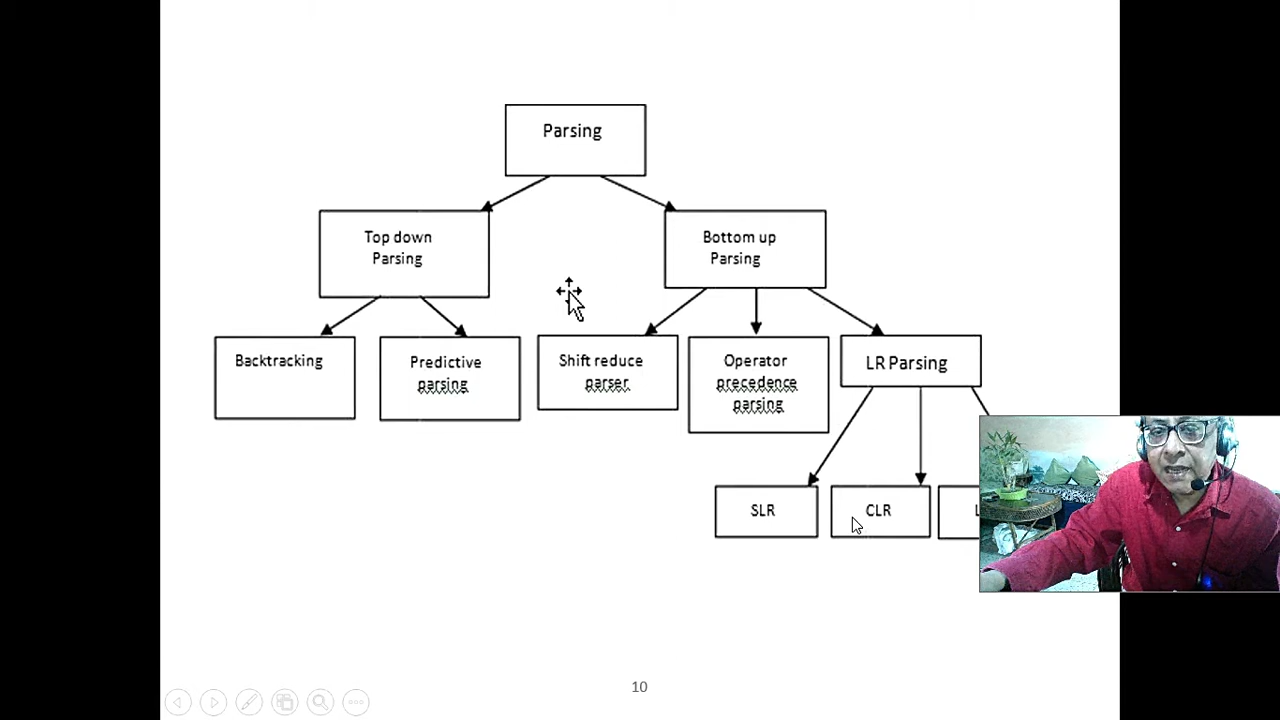 Parsing
Top down
Parsing
Bottom up
Parsing
Backtracking
Predictive
parsing
Shift reduce
parser
Operator
precedence
parsing
LR Parsing
SLR
CLR
L
10